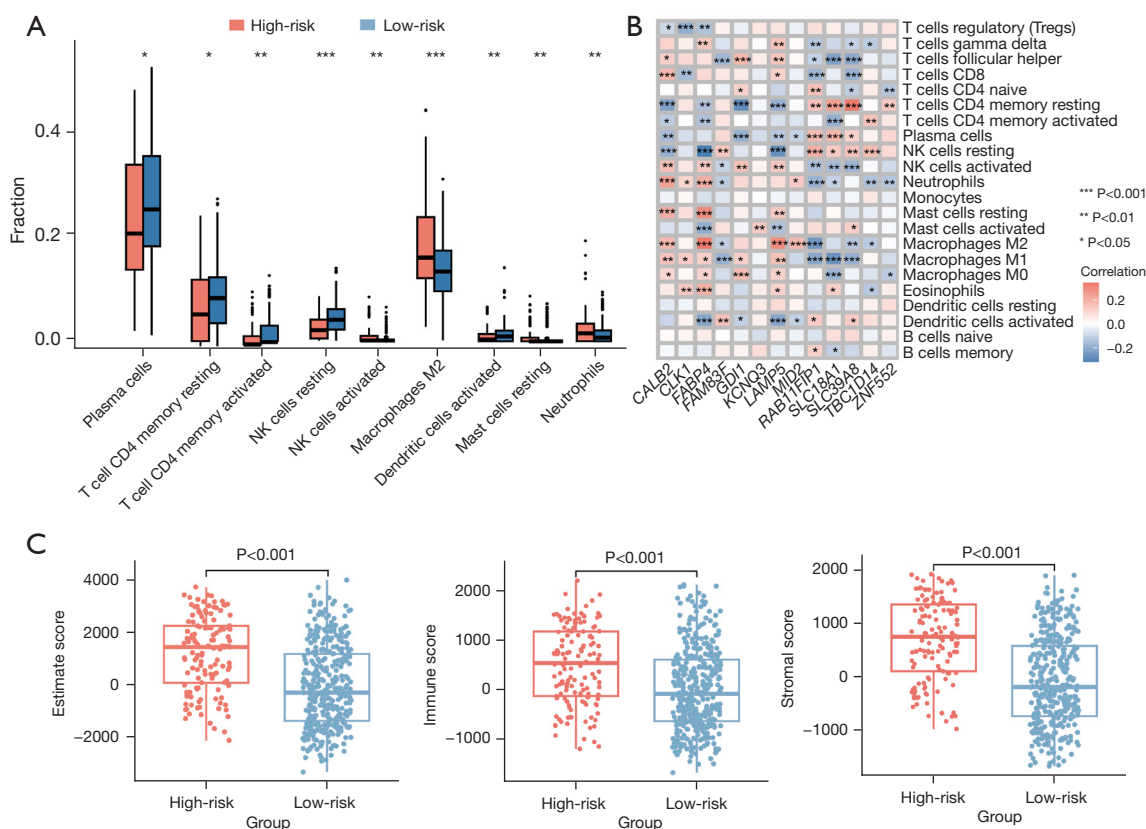 A
High-risk
Low-risk
* * ** *** ** *** ** ** **
Fraction
0.4
0.2
0.0
Plasma cells
T cell CD4 memory resting
T cell CD4 memory activated
NK cells resting
NK cells activated
Macrophages M2
Dendritic cells activated
Mast cells resting
Neutrophils
B
T cells regulatory (Tregs)
T cells gamma delta
T cells follicular helper
T cells CD8
T cells CD4 naive
T cells CD4 memory resting
T cells CD4 memory activated
Plasma cells
NK cells resting
NK cells activated
Neutrophils
Monocytes
Mast cells resting
Mast cells activated
Macrophages M2
Macrophages M1
Macrophages M0
Eosinophils
Dendritic cells resting
Dendritic cells activated
B cells naive
B cells memory
CALB2
CLK1
FABP4
FAM83F
GDI1
KCNQ3
LAMP5
MID2
RAB11FIP1
SLC18A1
SLC39A8
TBC1D14
ZNF552
*** P<0.001
** P<0.01
* P<0.05
Correlation
0.2
0
−0.2
C
P<0.001
Estimate score
4000
2000
0
−2000
High-risk
Low-risk
Group
P<0.001
Immune score
2000
1000
0
−1000
High-risk
Low-risk
Group
P<0.001
Stromal score
2000
1000
0
−1000
High-risk
Low-risk
Group